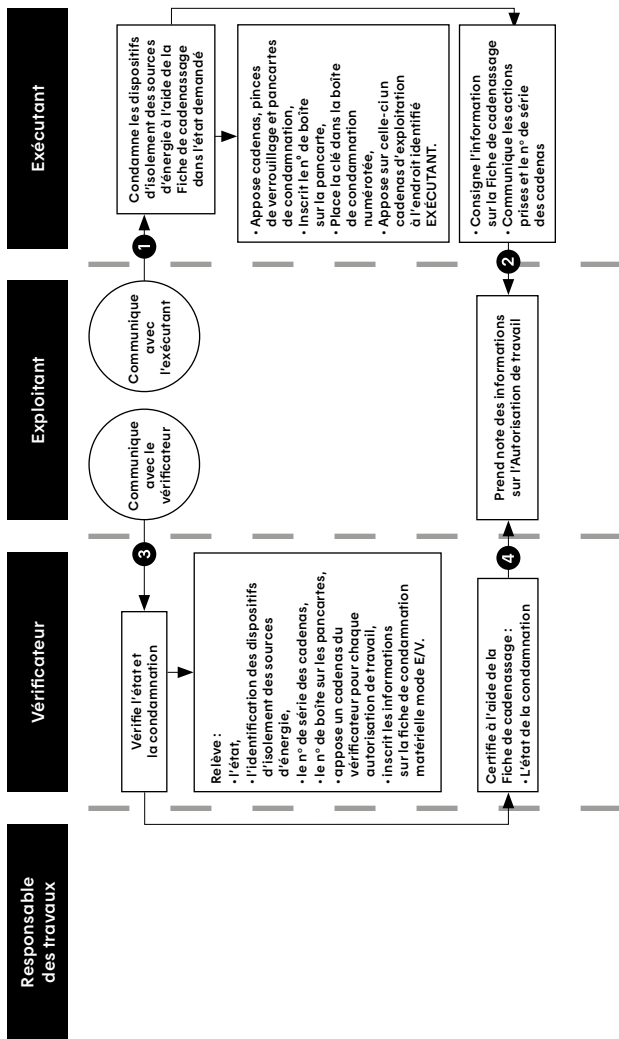 Responsable
des travaux
Vérificateur
Exploitant
Exécutant
Communique
avec
l'exécutant
1
Condamne les dispositifs
d'isolement des sources
d'énergie à l'aide de la
Fiche de cadenassage
dans l'état demandé
• Appose cadenas, pinces
de verrouillage et pancartes
de condamnation,
• Inscrit le n° de boîte
sur la pancarte,
• Place la clé dans la boîte
de condamnation
numérotée,
• Appose sur celle-ci un
cadenas d'exploitation
à l'endroit identifié
EXÉCUTANT.
• Consigne l'information
sur la Fiche de cadenassage
• Communique les actions
prises et le n° de série
des cadenas
2
Prend note des informations
sur l'Autorisation de travail
Communique
avec le
vérificateur
3
Vérifie l'état et
la condamnation
Relève :
• l'état,
• l'identification des dispositifs
d'isolement des sources
d'énergie,
• le n° de série des cadenas,
• le n° de boîte sur les pancartes,
• appose un cadenas du
vérificateur pour chaque
autorisation de travail,
• inscrit les informations
sur la fiche de condamnation
matérielle mode E/V.
Certifie à l'aide de la
Fiche de cadenassage :
• L'état de la condamnation
4